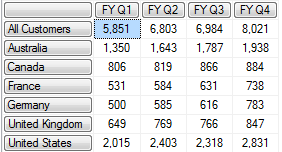 FY Q1 FY Q2 FY Q3 FY Q4
All Customers 5,851 6,803 6,984 8,021
Australia 1,350 1,643 1,787 1,938
Canada 806 819 866 884
France 531 584 631 738
Germany 500 585 616 783
United Kingdom 649 769 766 847
United States 2,015 2,403 2,318 2,831